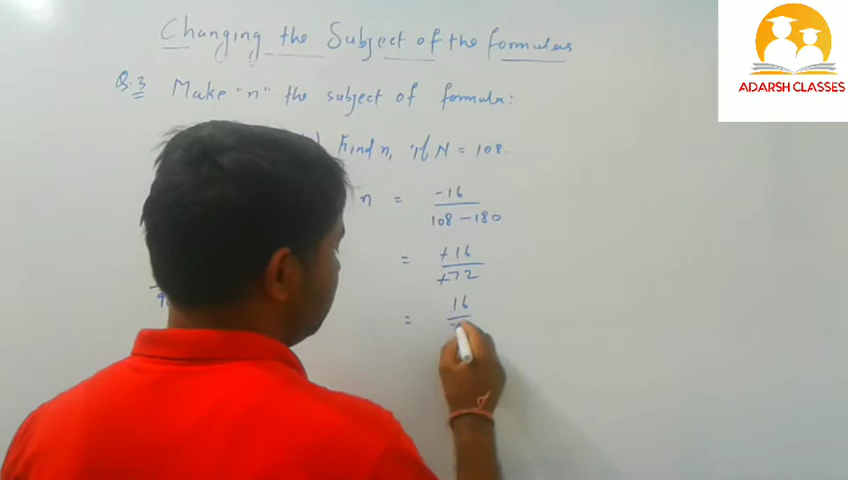 Changing the Subject of the formulas
Q.3 Make "n" the subject of formula:
Find n, if N = 108.
n = -16
108 - 180
= +16
+72
= 16
ADARSH CLASSES